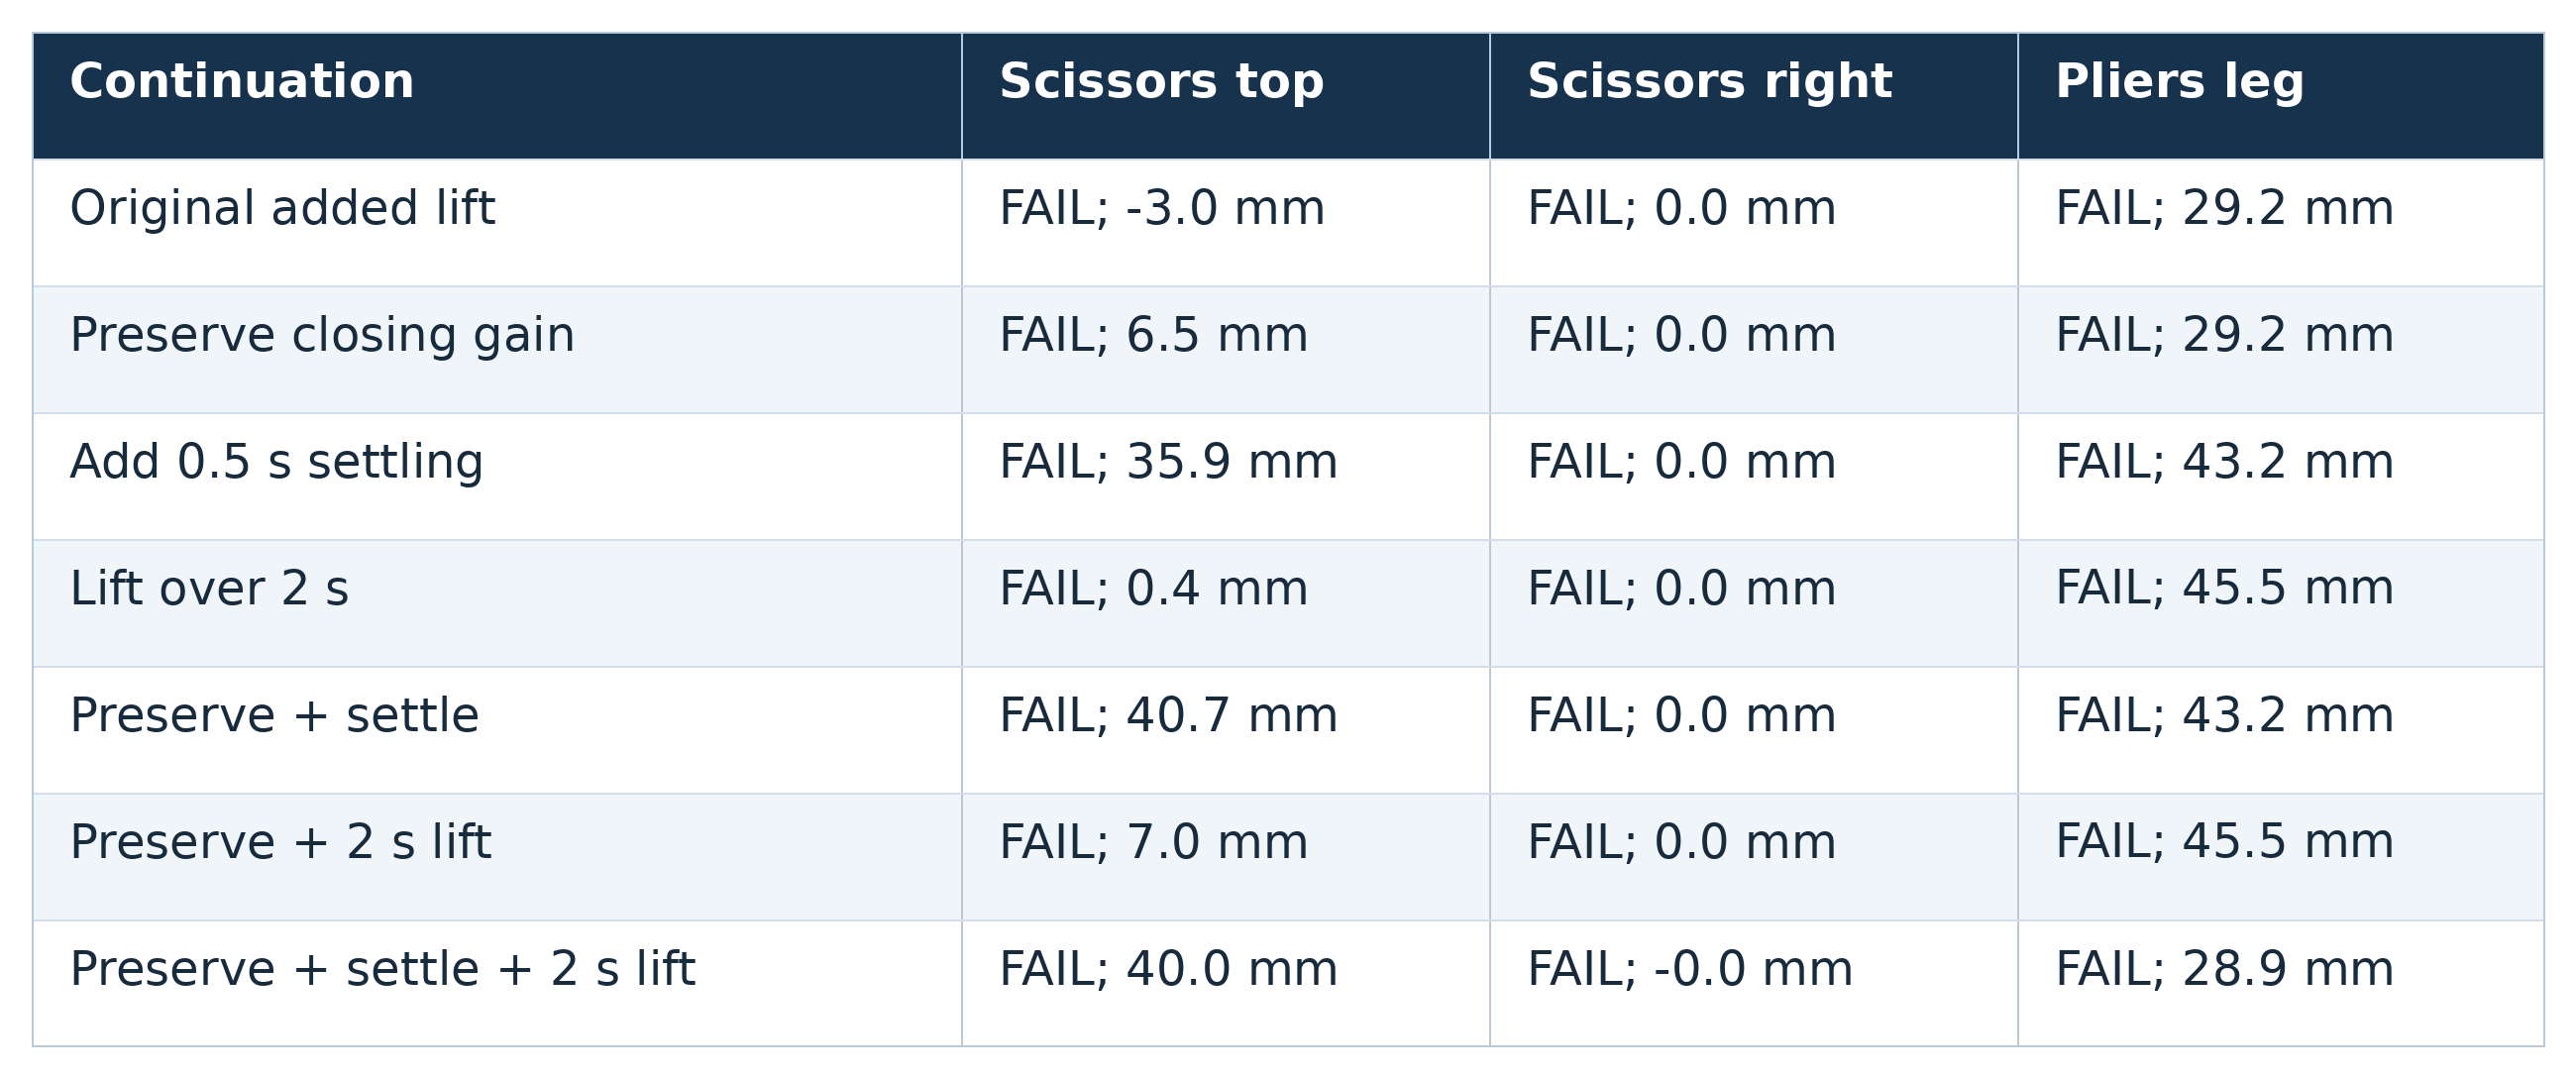 Continuation Scissors top Scissors right Pliers leg
Original added lift FAIL; -3.0 mm FAIL; 0.0 mm FAIL; 29.2 mm
Preserve closing gain FAIL; 6.5 mm FAIL; 0.0 mm FAIL; 29.2 mm
Add 0.5 s settling FAIL; 35.9 mm FAIL; 0.0 mm FAIL; 43.2 mm
Lift over 2 s FAIL; 0.4 mm FAIL; 0.0 mm FAIL; 45.5 mm
Preserve + settle FAIL; 40.7 mm FAIL; 0.0 mm FAIL; 43.2 mm
Preserve + 2 s lift FAIL; 7.0 mm FAIL; 0.0 mm FAIL; 45.5 mm
Preserve + settle + 2 s lift FAIL; 40.0 mm FAIL; -0.0 mm FAIL; 28.9 mm